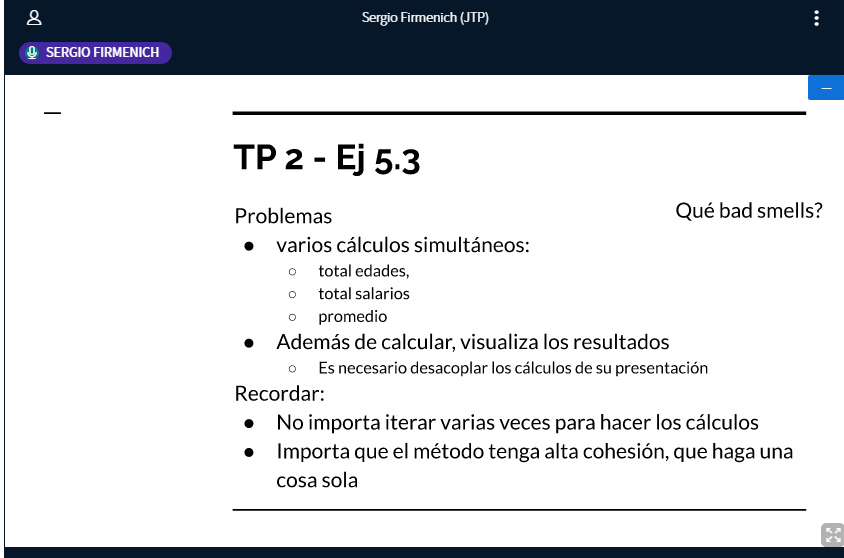 Sergio Firmenich (JTP)
SERGIO FIRMENICH
TP 2 - Ej 5.3
Qué bad smells?
Problemas
● varios cálculos simultáneos:
○ total edades,
○ total salarios
○ promedio
● Además de calcular, visualiza los resultados
○ Es necesario desacoplar los cálculos de su presentación
Recordar:
● No importa iterar varias veces para hacer los cálculos
● Importa que el método tenga alta cohesión, que haga una
cosa sola